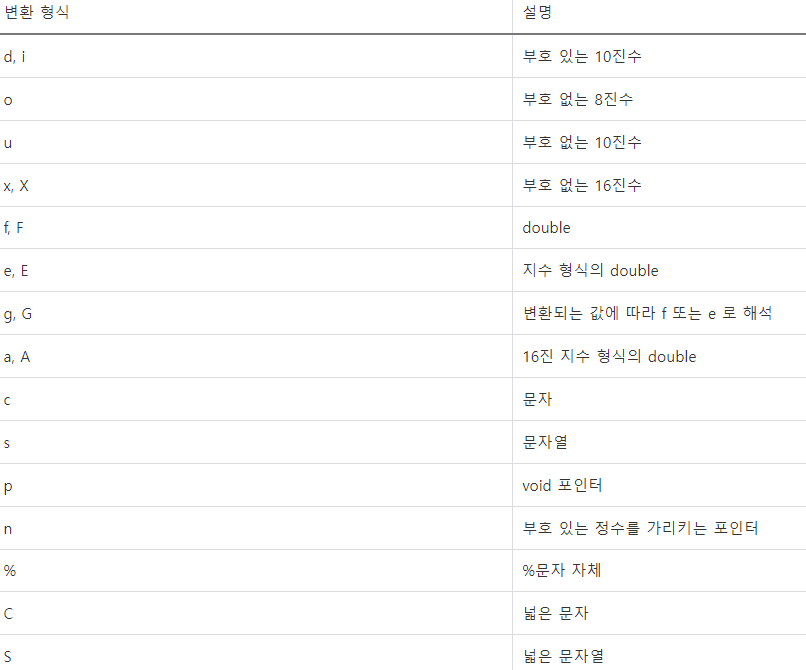 변환 형식 설명
d, i 부호 있는 10진수
o 부호 없는 8진수
u 부호 없는 10진수
x, X 부호 없는 16진수
f, F double
e, E 지수 형식의 double
g, G 변환되는 값에 따라 f 또는 e 로 해석
a, A 16진 지수 형식의 double
c 문자
s 문자열
p void 포인터
n 부호 있는 정수를 가리키는 포인터
% %문자 자체
C 넓은 문자
S 넓은 문자열